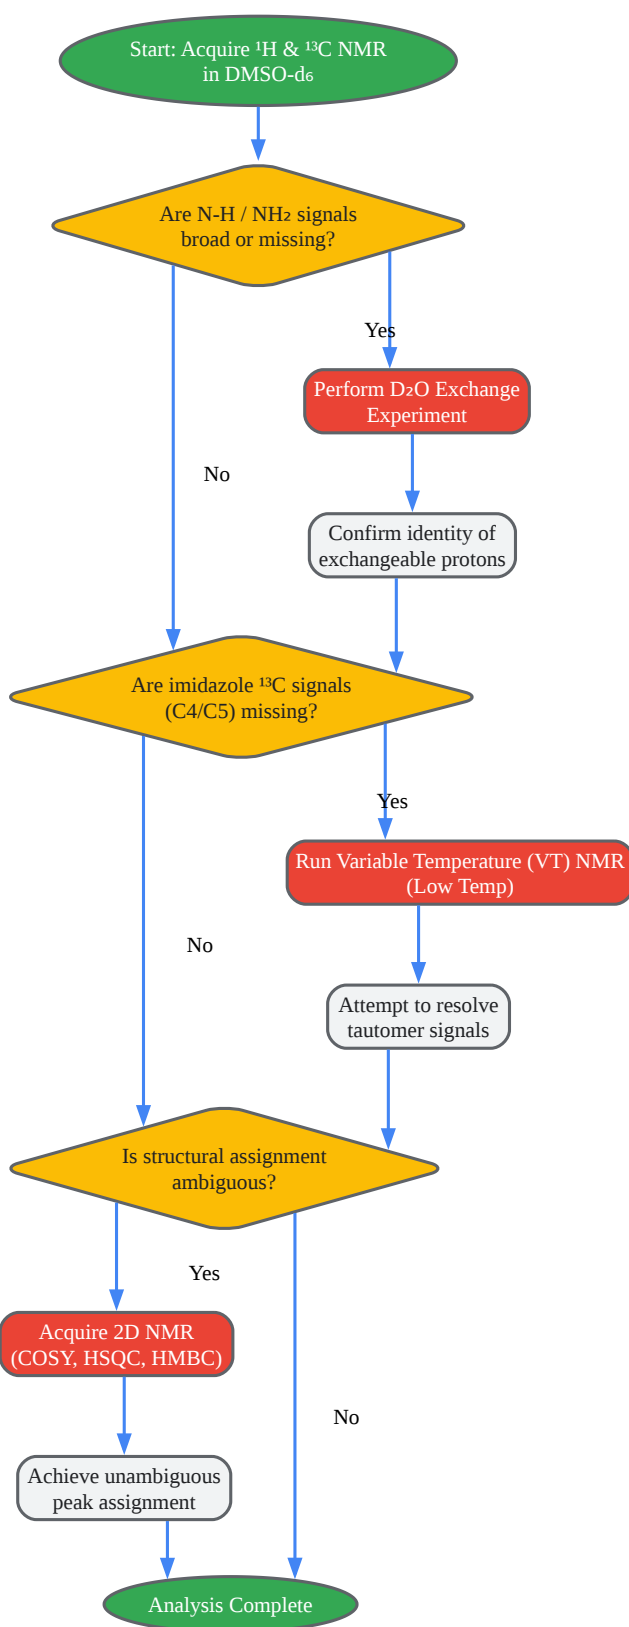 Start: Acquire ¹H & ¹³C NMR
in DMSO-d₆
Are N-H / NH₂ signals
broad or missing?
Yes
Perform D₂O Exchange
Experiment
No
Confirm identity of
exchangeable protons
Are imidazole ¹³C signals
(C4/C5) missing?
Yes
Run Variable Temperature (VT) NMR
(Low Temp)
No
Attempt to resolve
tautomer signals
Is structural assignment
ambiguous?
Yes
Acquire 2D NMR
(COSY, HSQC, HMBC)
No
Achieve unambiguous
peak assignment
Analysis Complete